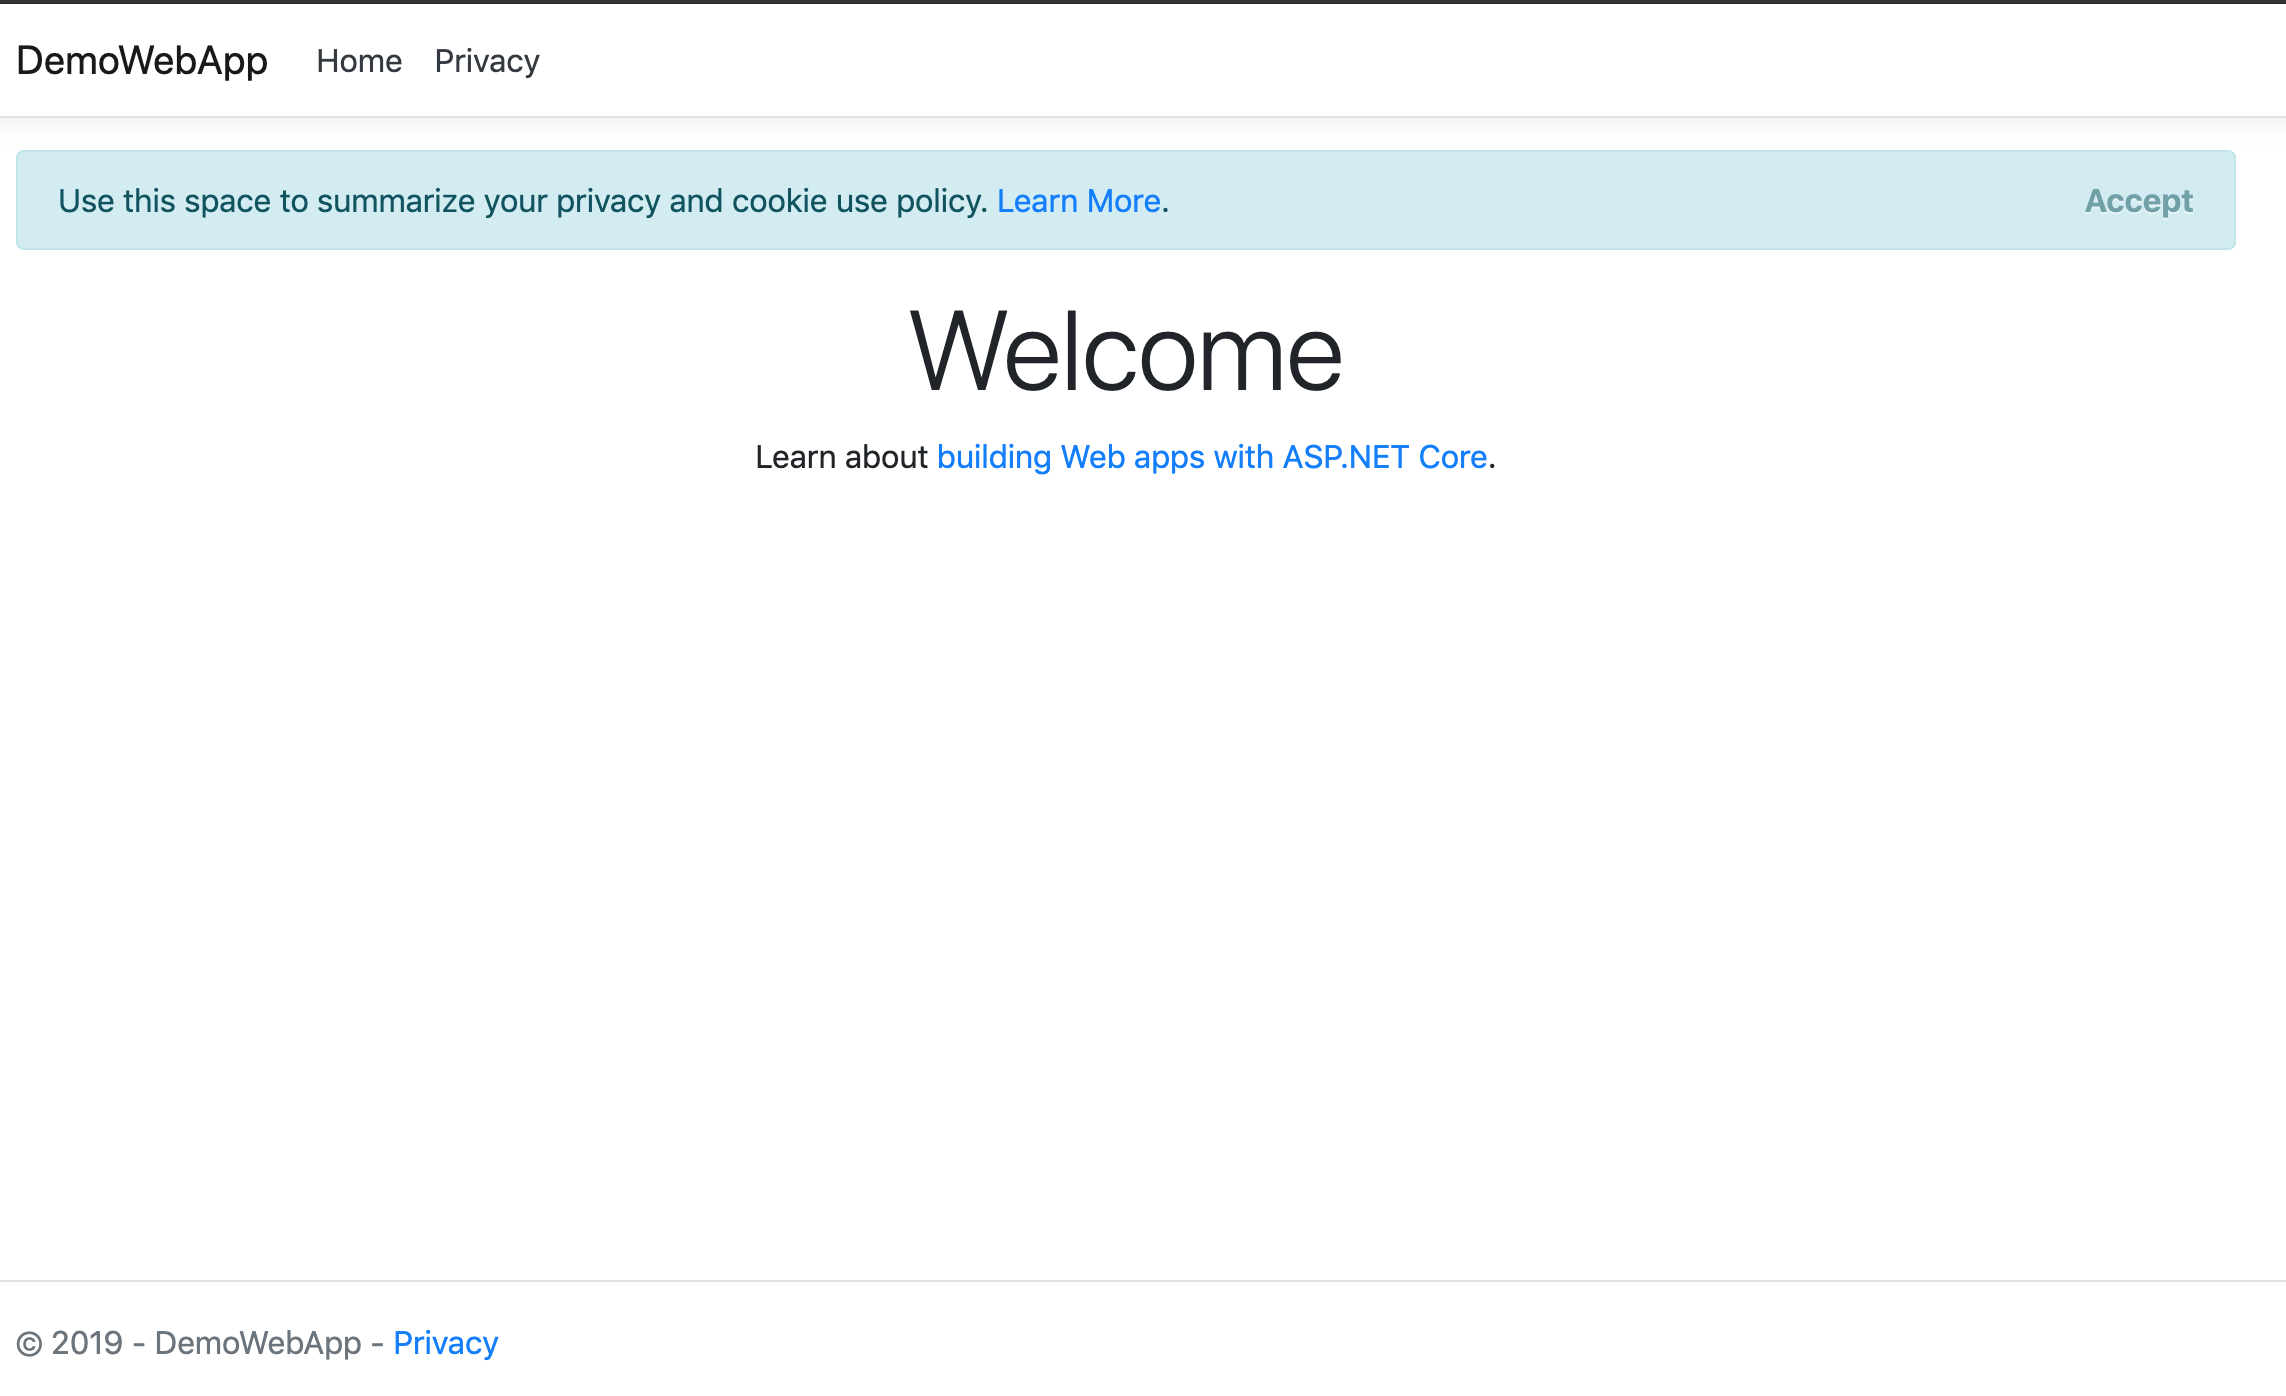 DemoWebApp Home Privacy
Use this space to summarize your privacy and cookie use policy. Learn More. Accept
Welcome
Learn about building Web apps with ASP.NET Core.
© 2019 - DemoWebApp - Privacy